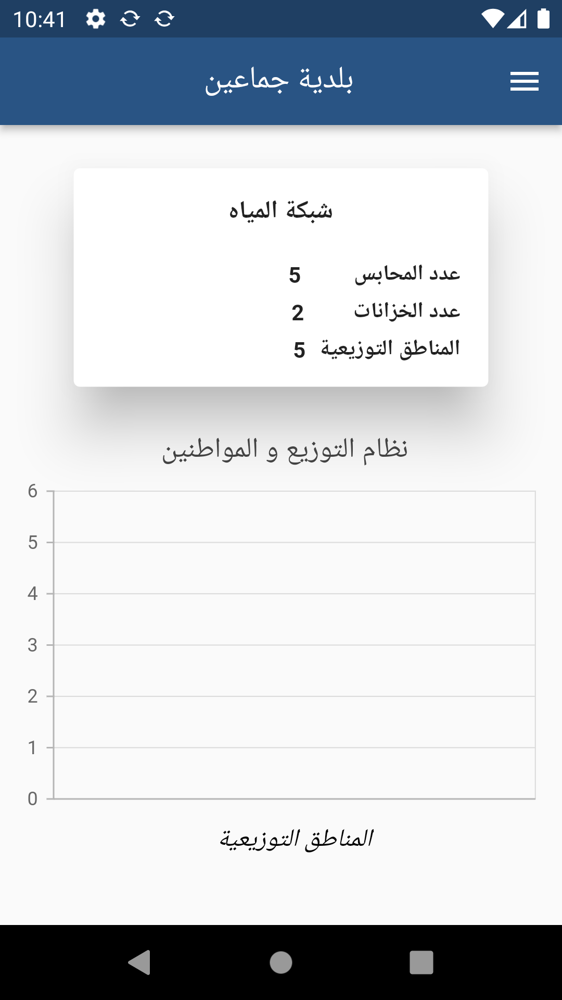 10:41
بلدية جماعين
شبكة المياه
عدد المحابس 5
عدد الخزانات 2
المناطق التوزيعية 5
نظام التوزيع و المواطنين
6
5
4
3
2
1
0
المناطق التوزيعية